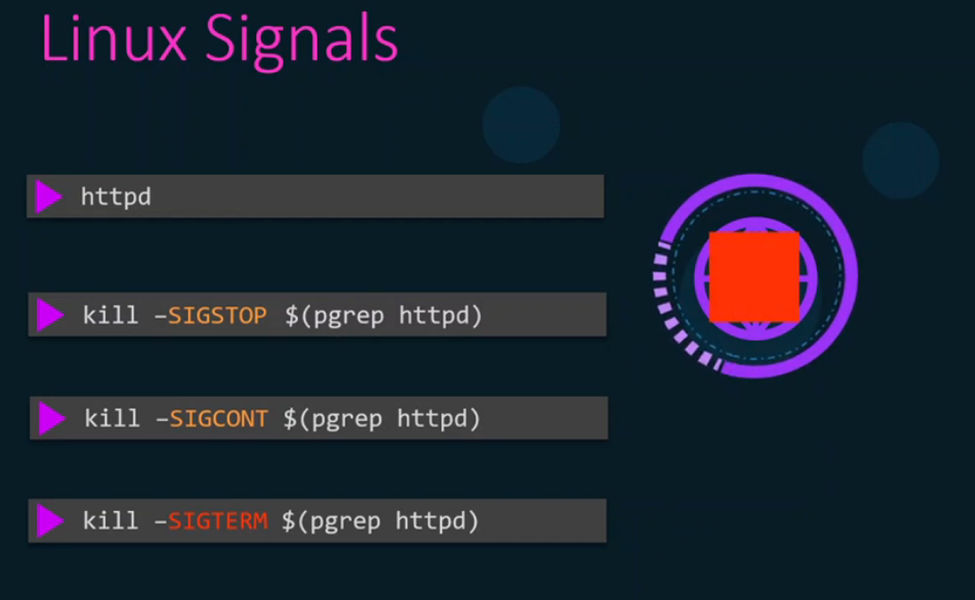 Linux Signals
httpd
kill –SIGSTOP $(pgrep httpd)
kill –SIGCONT $(pgrep httpd)
kill –SIGTERM $(pgrep httpd)